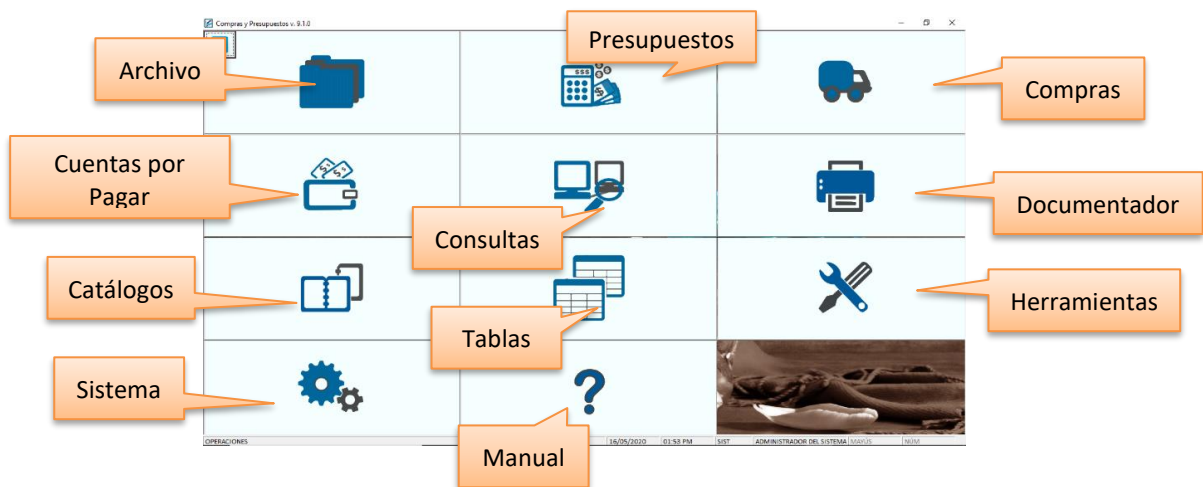 Compras y Presupuestos v. 9.1.0
Presupuestos
Archivo
$$$
Compras
Cuentas por
Pagar
Documentador
Consultas
Catálogos
Herramientas
Tablas
Sistema
Manual
OPERACIONES
16/05/2020
01:53 PM
SIST
ADMINISTRADOR DEL SISTEMA
MAYÚS
NÚM